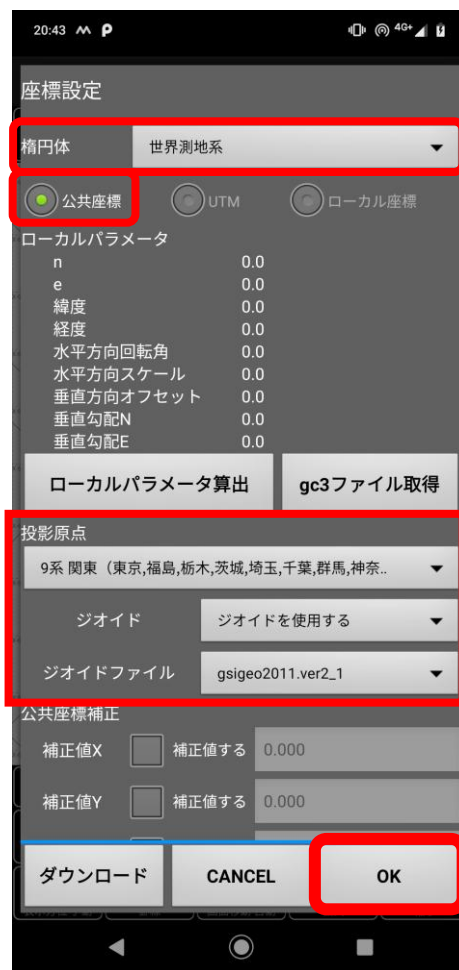 20:43 4G+
座標設定
楕円体 世界測地系
公共座標 UTM ローカル座標
ローカルパラメータ
n 0.0
e 0.0
緯度 0.0
経度 0.0
水平方向回転角 0.0
水平方向スケール 0.0
垂直方向オフセット 0.0
垂直勾配N 0.0
垂直勾配E 0.0
ローカルパラメータ算出 gc3ファイル取得
投影原点
9系 関東（東京,福島,栃木,茨城,埼玉,千葉,群馬,神奈..
ジオイド ジオイドを使用する
ジオイドファイル gsigeo2011.ver2_1
公共座標補正
補正値X 補正値する 0.000
補正値Y 補正値する 0.000
ダウンロード CANCEL OK